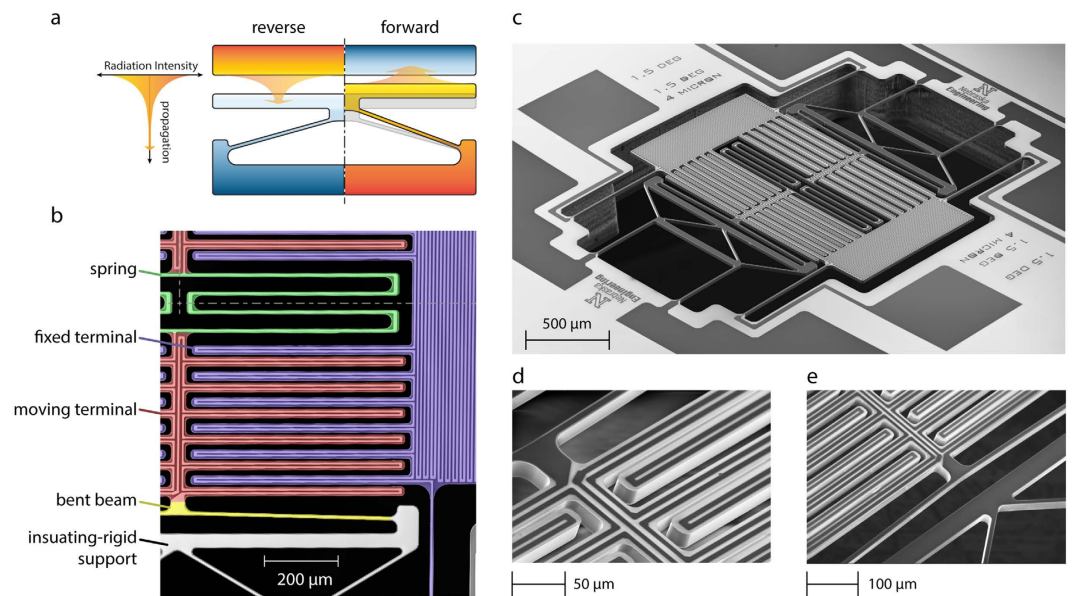 a
reverse
forward
Radiation Intensity
propagation
b
spring
fixed terminal
moving terminal
bent beam
insuating-rigid
support
200 μm
c
1.5 DEG
1.5 DEG
4 MICRON
N
Nebraska
Engineering
1.5 DEG
1.5 DEG
4 MICRON
N
Nebraska
Engineering
500 μm
d
50 μm
e
100 μm